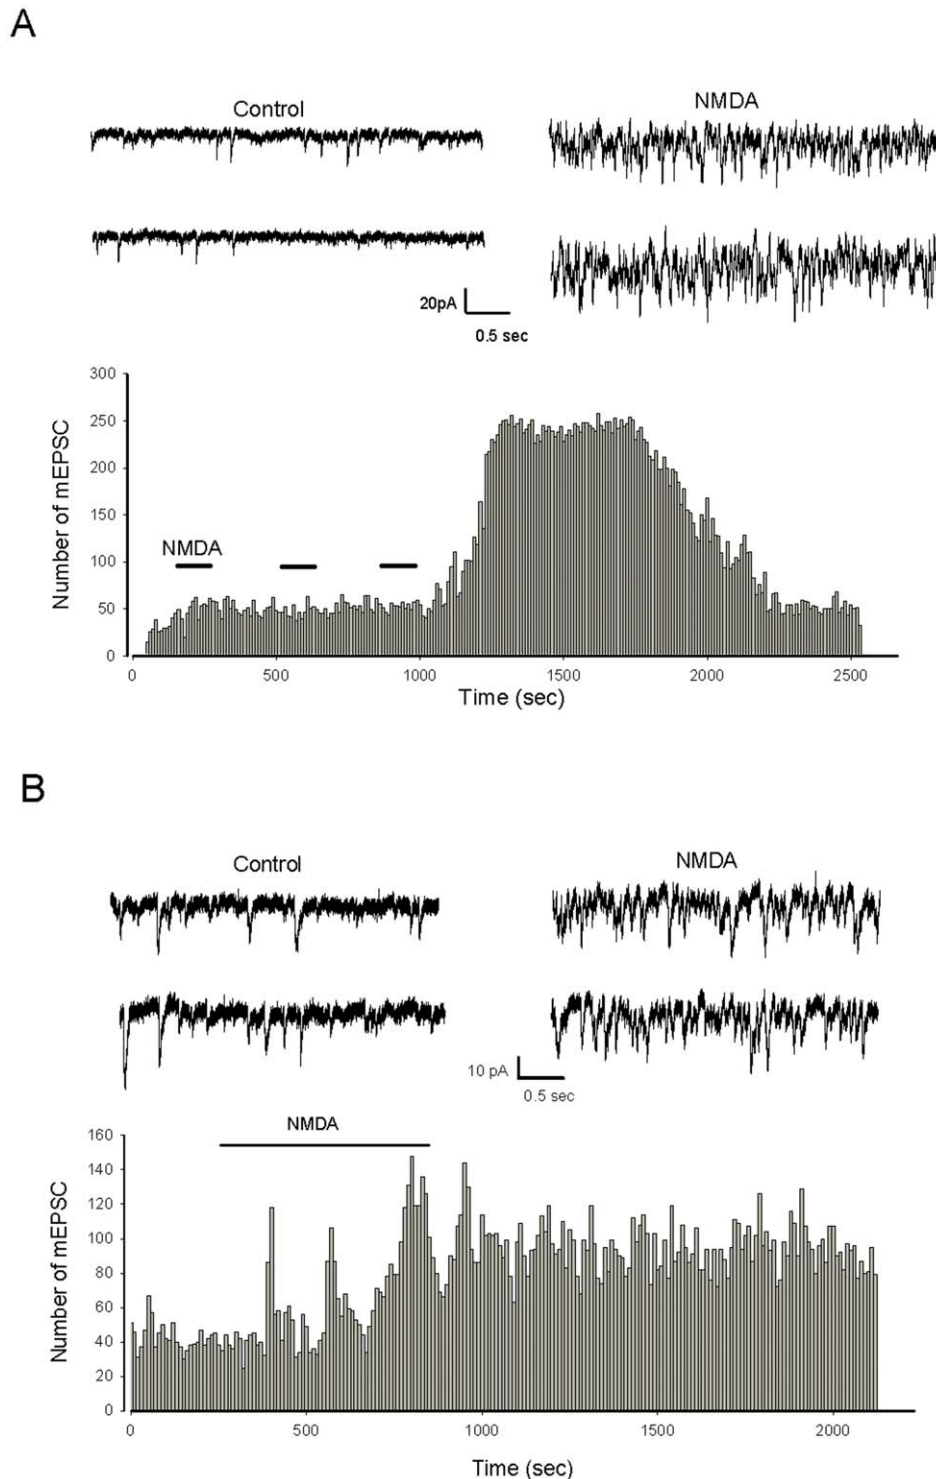 A
Control
NMDA
20pA
0.5 sec
300
250
200
150
100
50
0
Number of mEPSC
NMDA
0
500
1000
1500
2000
2500
Time (sec)
B
Control
NMDA
10 pA
0.5 sec
NMDA
160
140
120
100
80
60
40
20
0
Number of mEPSC
0
500
1000
1500
2000
Time (sec)